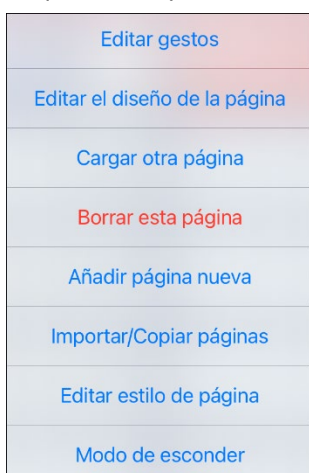 Editar gestos
Editar el diseño de la página
Cargar otra página
Borrar esta página
Añadir página nueva
Importar/Copiar páginas
Editar estilo de página
Modo de esconder